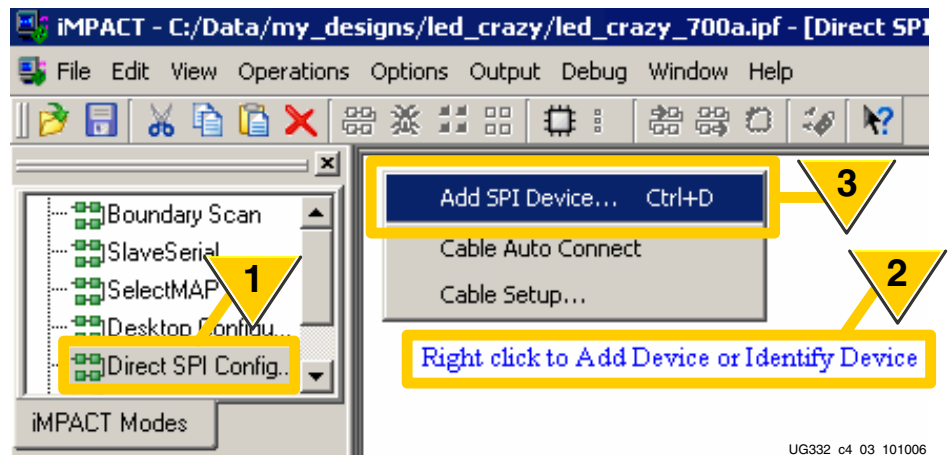 iMPACT - C:/Data/my_designs/led_crazy/led_crazy_700a.ipf - [Direct SPI
File Edit View Operations Options Output Debug Window Help
Boundary Scan
SlaveSerial
SelectMAP
Desktop Configu...
Direct SPI Config...
iMPACT Modes
1
Add SPI Device... Ctrl+D
Cable Auto Connect
Cable Setup...
3
2
Right click to Add Device or Identify Device
UG332_c4_03_101006